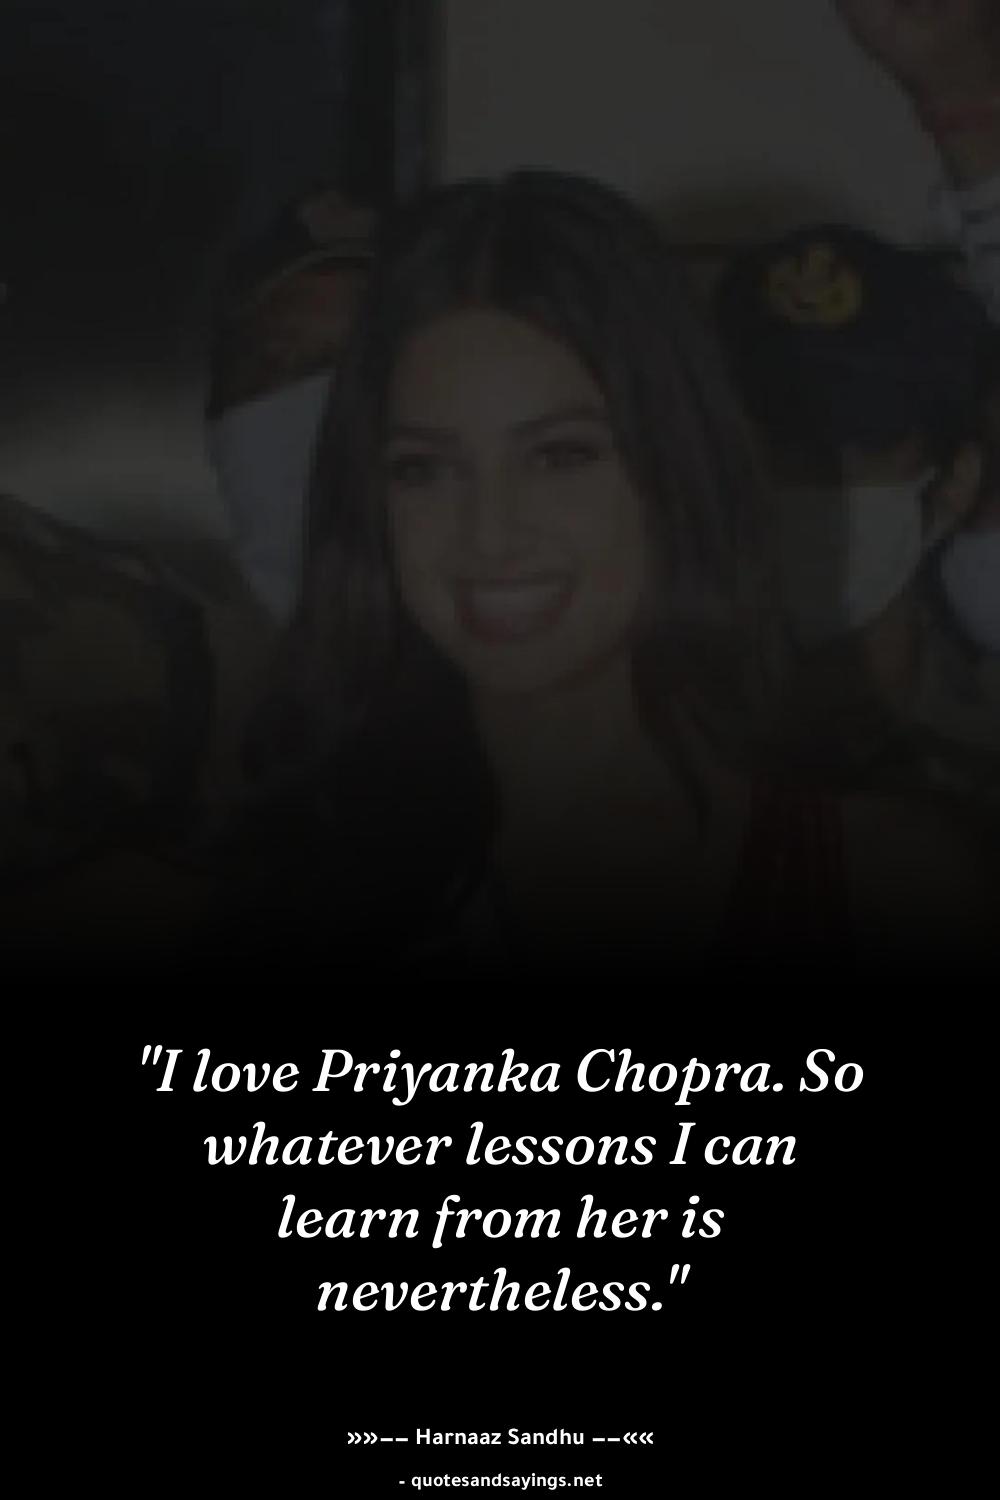 "I love Priyanka Chopra. So
whatever lessons I can
learn from her is
nevertheless."
»»–– Harnaaz Sandhu ––««
- quotesandsayings.net